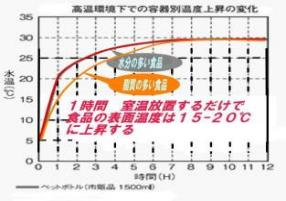 高温環境下での容器別温度上昇の変化
水温(℃)
35
30
25
20
15
10
5
0
水分の多い食品
脂質の多い食品
1時間 室温放置するだけで
食品の表面温度は15-20℃
に上昇する
0 1 2 3 4 5 6 7 8 9 10 11 12
時間(H)
ペットボトル(市販品 1500ml)